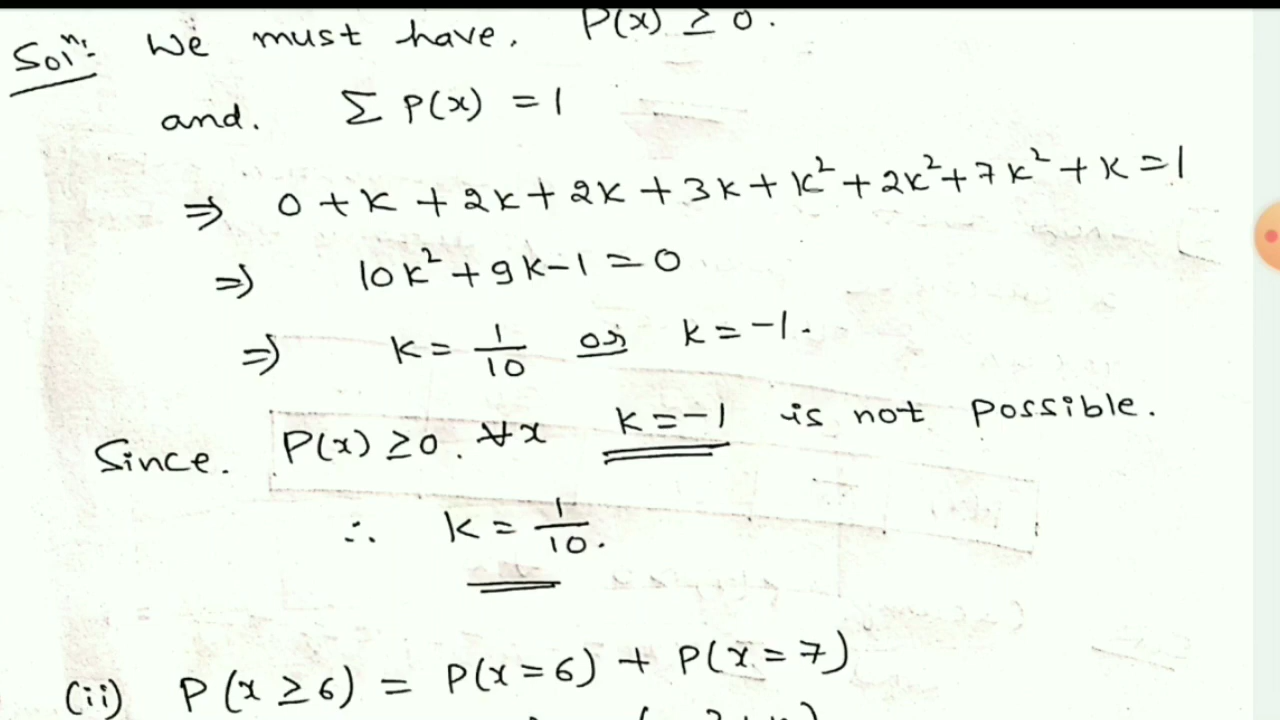 Solⁿ: We must have, P(x) ≥ 0.
and. Σ P(x) = 1
⇒ 0 + k + 2k + 2k + 3k + k² + 2k² + 7k² + k = 1
⇒ 10k² + 9k - 1 = 0
⇒ k = 1/10 or k = -1.
Since. P(x) ≥ 0. ∀x k = -1 is not possible.
∴ k = 1/10.
(ii) P(x ≥ 6) = P(x = 6) + P(x = 7)